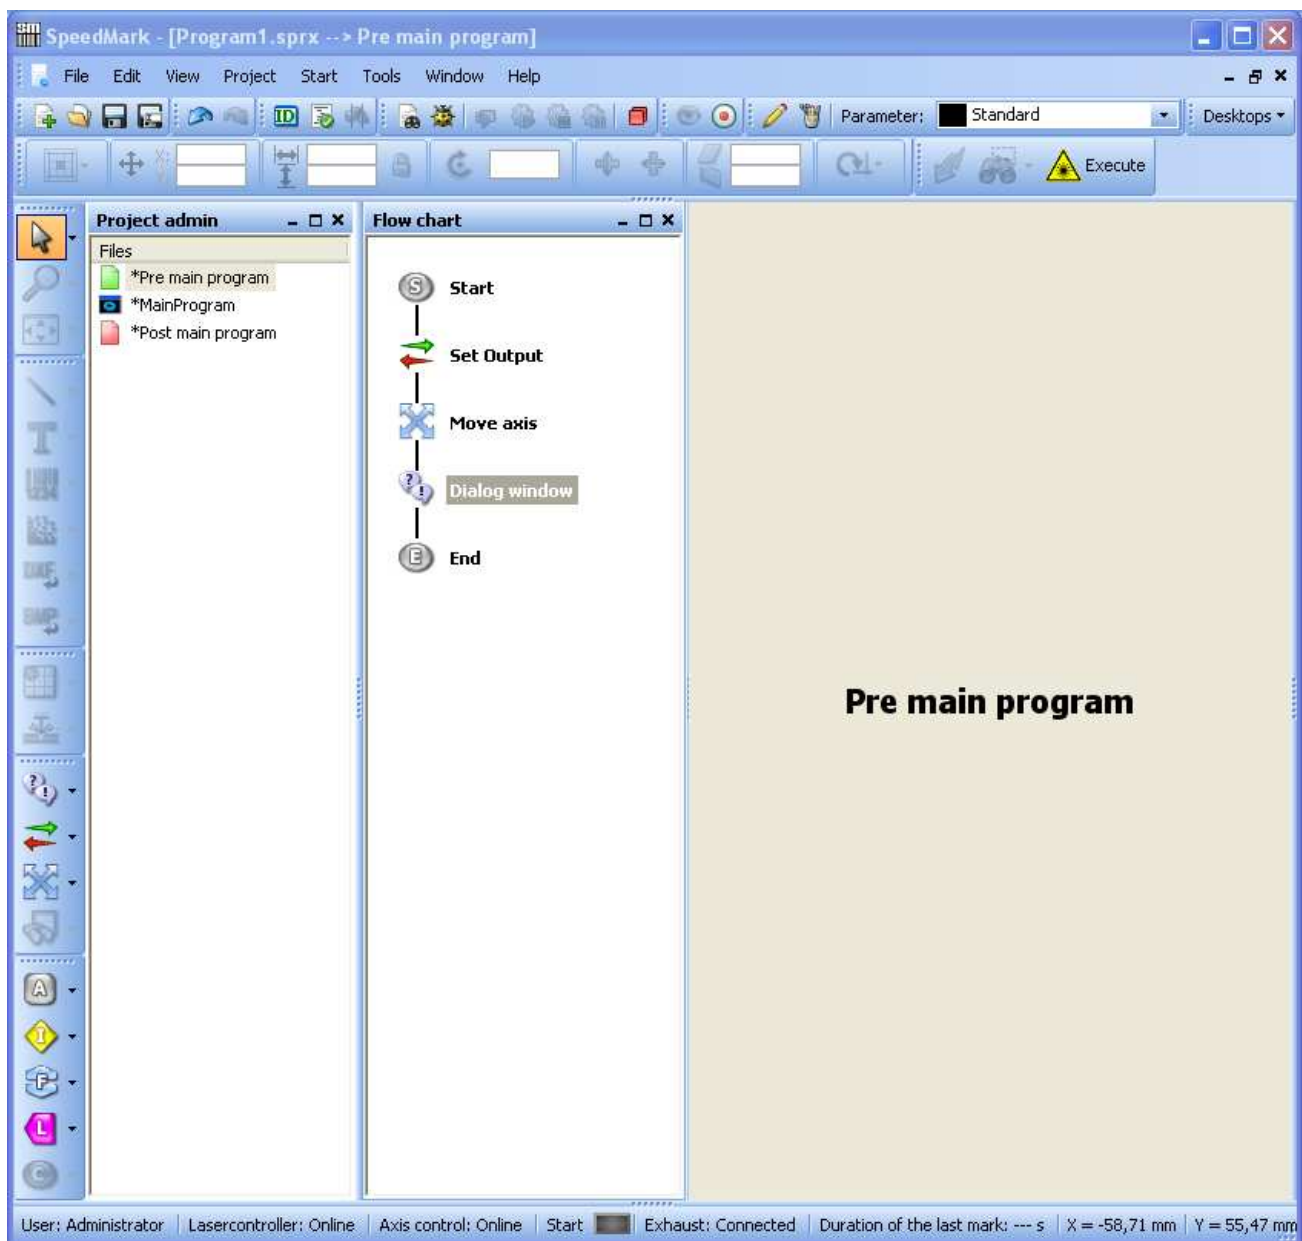 SpeedMark - [Program1.sprx --> Pre main program]
File Edit View Project Start Tools Window Help
ID Parameter: Standard Desktops
Execute
Project admin
Flow chart
Files
*Pre main program
*MainProgram
*Post main program
S Start
Set Output
Move axis
? ! Dialog window
E End
Pre main program
T
DXF
BMP
? !
A
I
F
L
C
User: Administrator Lasercontroller: Online Axis control: Online Start Exhaust: Connected Duration of the last mark: --- s X = -58,71 mm Y = 55,47 mm